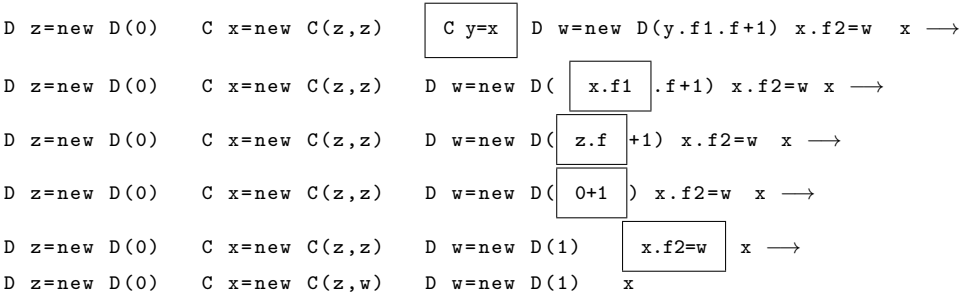 D z=new D(0) C x=new C(z,z) C y=x D w=new D(y.f1.f+1) x.f2=w x ⟶
D z=new D(0) C x=new C(z,z) D w=new D( x.f1 .f+1) x.f2=w x ⟶
D z=new D(0) C x=new C(z,z) D w=new D( z.f +1) x.f2=w x ⟶
D z=new D(0) C x=new C(z,z) D w=new D( 0+1 ) x.f2=w x ⟶
D z=new D(0) C x=new C(z,z) D w=new D(1) x.f2=w x ⟶
D z=new D(0) C x=new C(z,w) D w=new D(1) x